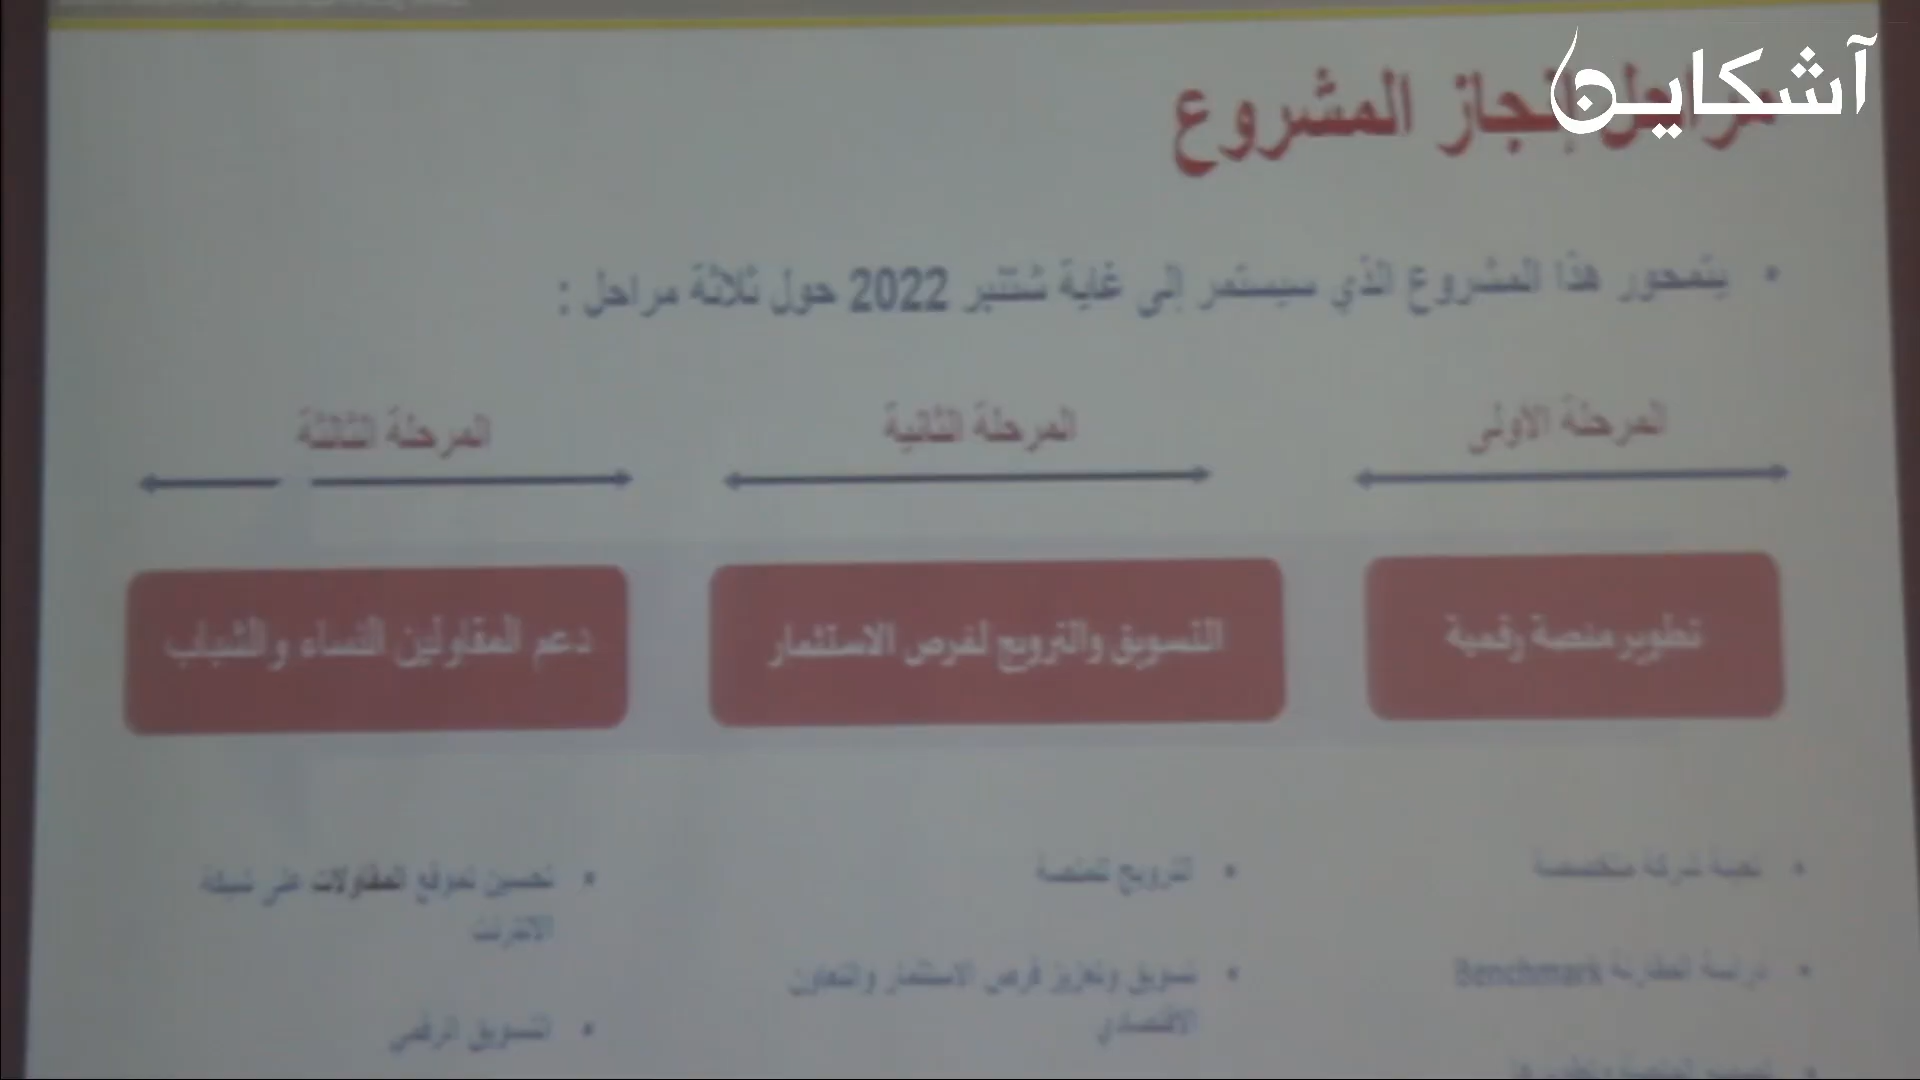 آشكاين
مراحل إنجاز المشروع
• يتمحور هذا المشروع الذي سيستمر إلى غاية شتنبر 2022 حول ثلاثة مراحل :
المرحلة الأولى
المرحلة الثانية
المرحلة الثالثة
تطوير منصة رقمية
التسويق والترويج لفرص الاستثمار
دعم المقاولين النساء والشباب
• تعبئة شركة متخصصة
• دراسة المقارنة Benchmark
• الترويج للمنصة
• تسويق وتعزيز فرص الاستثمار والتعاون
الاقتصادي
• تحسين تموقع المقاولات على شبكة
الانترنت
• التسويق الرقمي